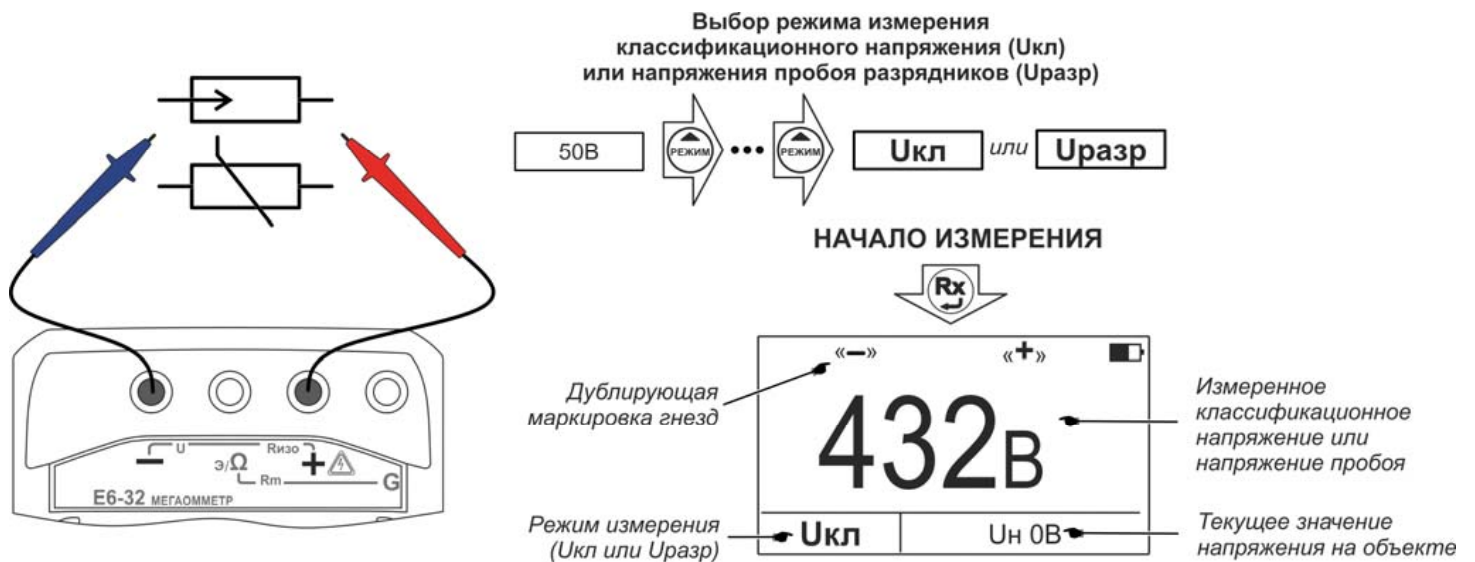 Выбор режима измерения
классификационного напряжения (Uкл)
или напряжения пробоя разрядников (Uразр)
50В
РЕЖИМ
•••
РЕЖИМ
Uкл
или
Uразр
НАЧАЛО ИЗМЕРЕНИЯ
Rx
«–»
«+»
432В
Uкл
Uн 0В
Дублирующая
маркировка гнезд
Режим измерения
(Uкл или Uразр)
Измеренное
классификационное
напряжение или
напряжение пробоя
Текущее значение
напряжения на объекте
– U Rизо +
Э/Ω Rm G
E6-32 МЕГАОММЕТР